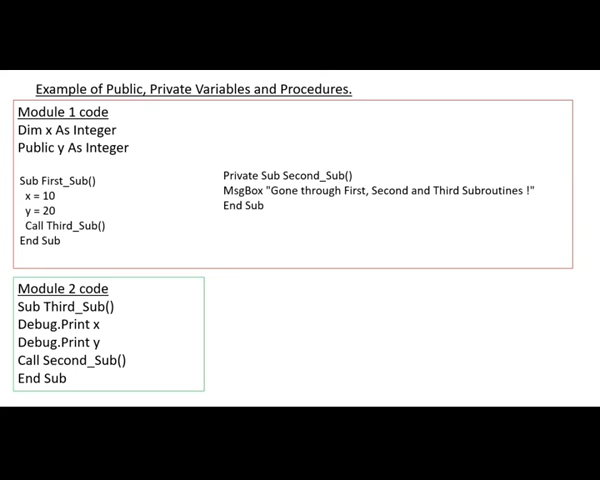 Example of Public, Private Variables and Procedures.
Module 1 code
Dim x As Integer
Public y As Integer
Sub First_Sub()
x = 10
y = 20
Call Third_Sub()
End Sub
Private Sub Second_Sub()
MsgBox "Gone through First, Second and Third Subroutines !"
End Sub
Module 2 code
Sub Third_Sub()
Debug.Print x
Debug.Print y
Call Second_Sub()
End Sub